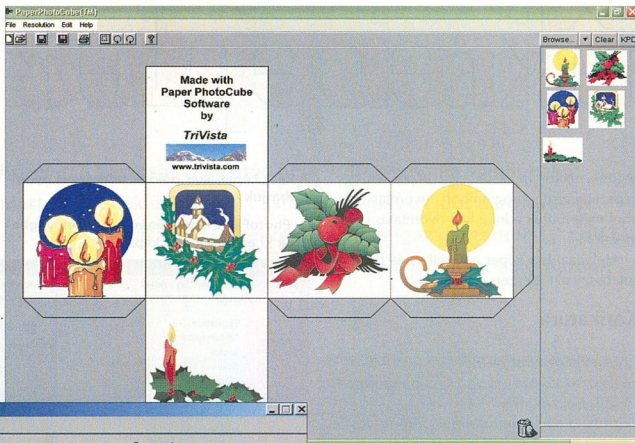 PaperPhotoCube(TM)
File Resolution Edit Help
Browse... Clear KPD
Made with
Paper PhotoCube
Software
by
TriVista
www.trivista.com